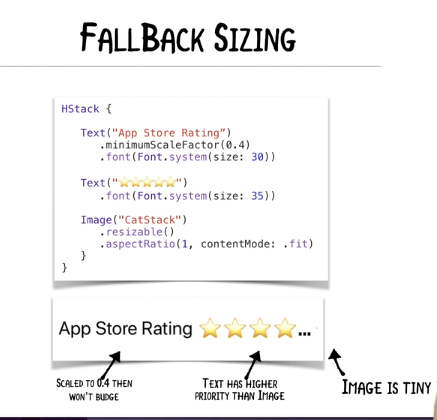 FALLBACK SIZING
HStack {
Text("App Store Rating")
.minimumScaleFactor(0.4)
.font(Font.system(size: 30))
Text("⭐⭐⭐⭐⭐")
.font(Font.system(size: 35))
Image("CatStack")
.resizable()
.aspectRatio(1, contentMode: .fit)
}
}
App Store Rating ⭐⭐⭐⭐...
SCALED TO 0.4 THEN
WON'T BUDGE
TEXT HAS HIGHER
PRIORITY THAN IMAGE
IMAGE IS TINY